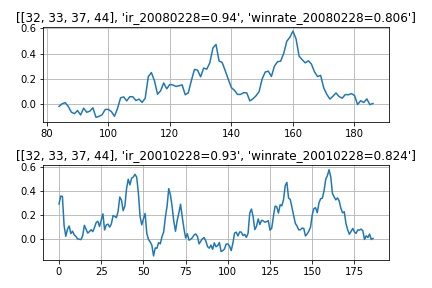 [[32, 33, 37, 44], 'ir_20080228=0.94', 'winrate_20080228=0.806']
0.6
0.4
0.2
0.0
80 100 120 140 160 180
[[32, 33, 37, 44], 'ir_20010228=0.93', 'winrate_20010228=0.824']
0.6
0.4
0.2
0.0
0 25 50 75 100 125 150 175